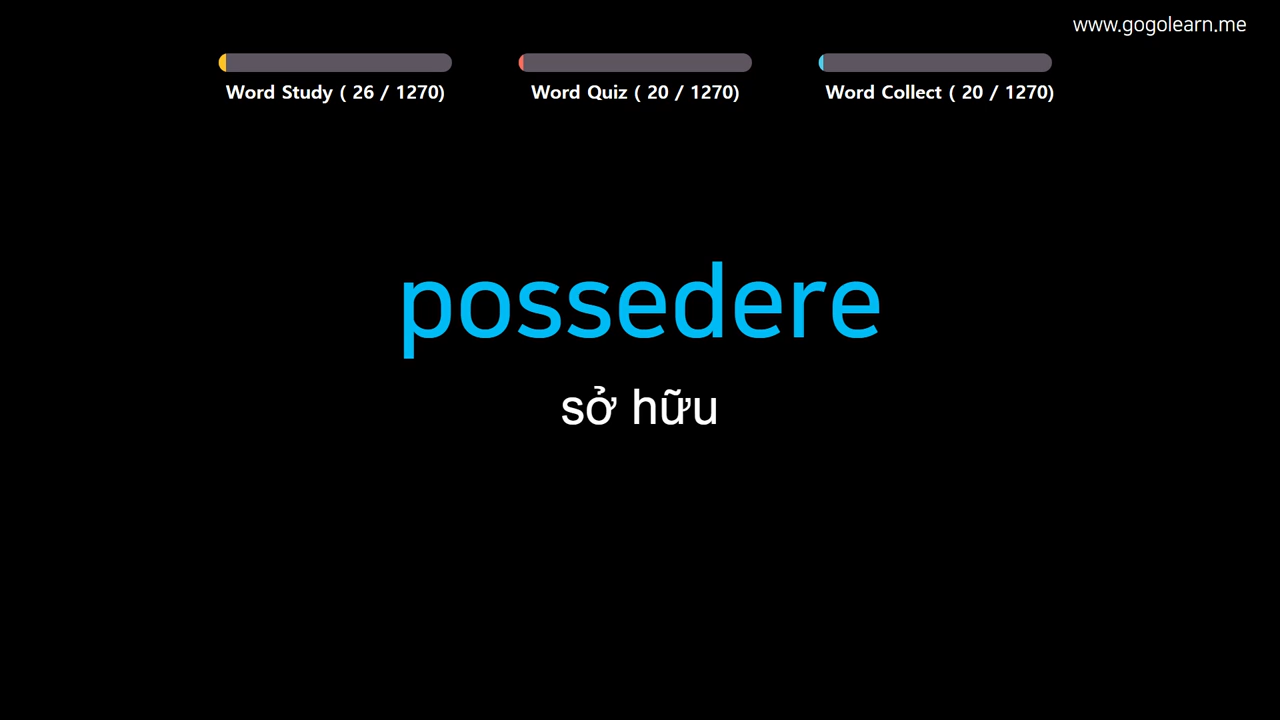 www.gogolearn.me
Word Study ( 26 / 1270)
Word Quiz ( 20 / 1270)
Word Collect ( 20 / 1270)
possedere
sở hữu